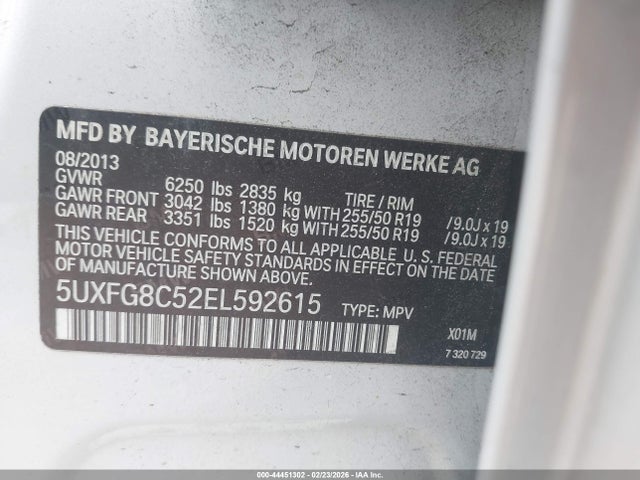 MFD BY BAYERISCHE MOTOREN WERKE AG
08/2013
GVWR 6250 lbs 2835 kg TIRE / RIM
GAWR FRONT 3042 lbs 1380 kg WITH 255/50 R19 / 9.0J x 19
GAWR REAR 3351 lbs 1520 kg WITH 255/50 R19 / 9.0J x 19
THIS VEHICLE CONFORMS TO ALL APPLICABLE U. S. FEDERAL
MOTOR VEHICLE SAFETY AND THEFT PREVENTION STANDARDS
IN EFFECT ON THE DATE OF MANUFACTURE SHOWN ABOVE.
5UXFG8C52EL592615 TYPE: MPV
X01M
7 320 729
000-44451302 - 02/23/2026 - IAA Inc.